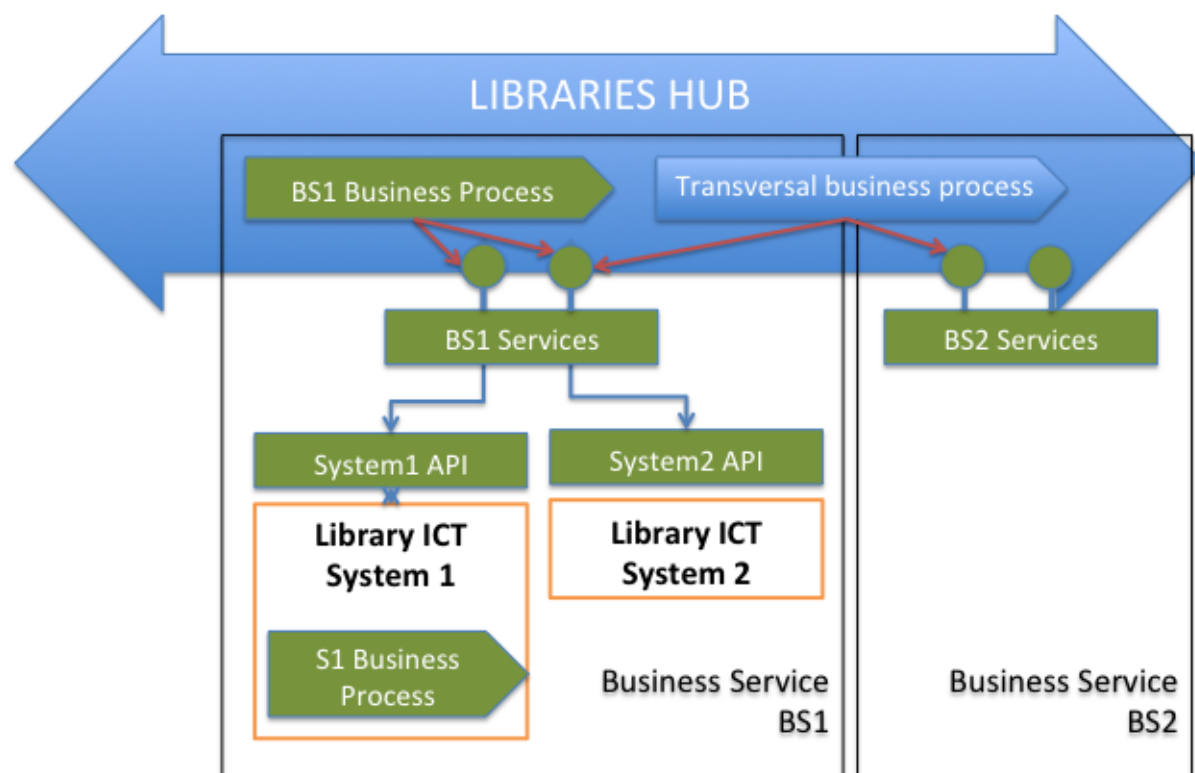 LIBRARIES HUB
BS1 Business Process
Transversal business process
BS1 Services
BS2 Services
System1 API
System2 API
Library ICT
System 1
Library ICT
System 2
S1 Business
Process
Business Service
BS1
Business Service
BS2